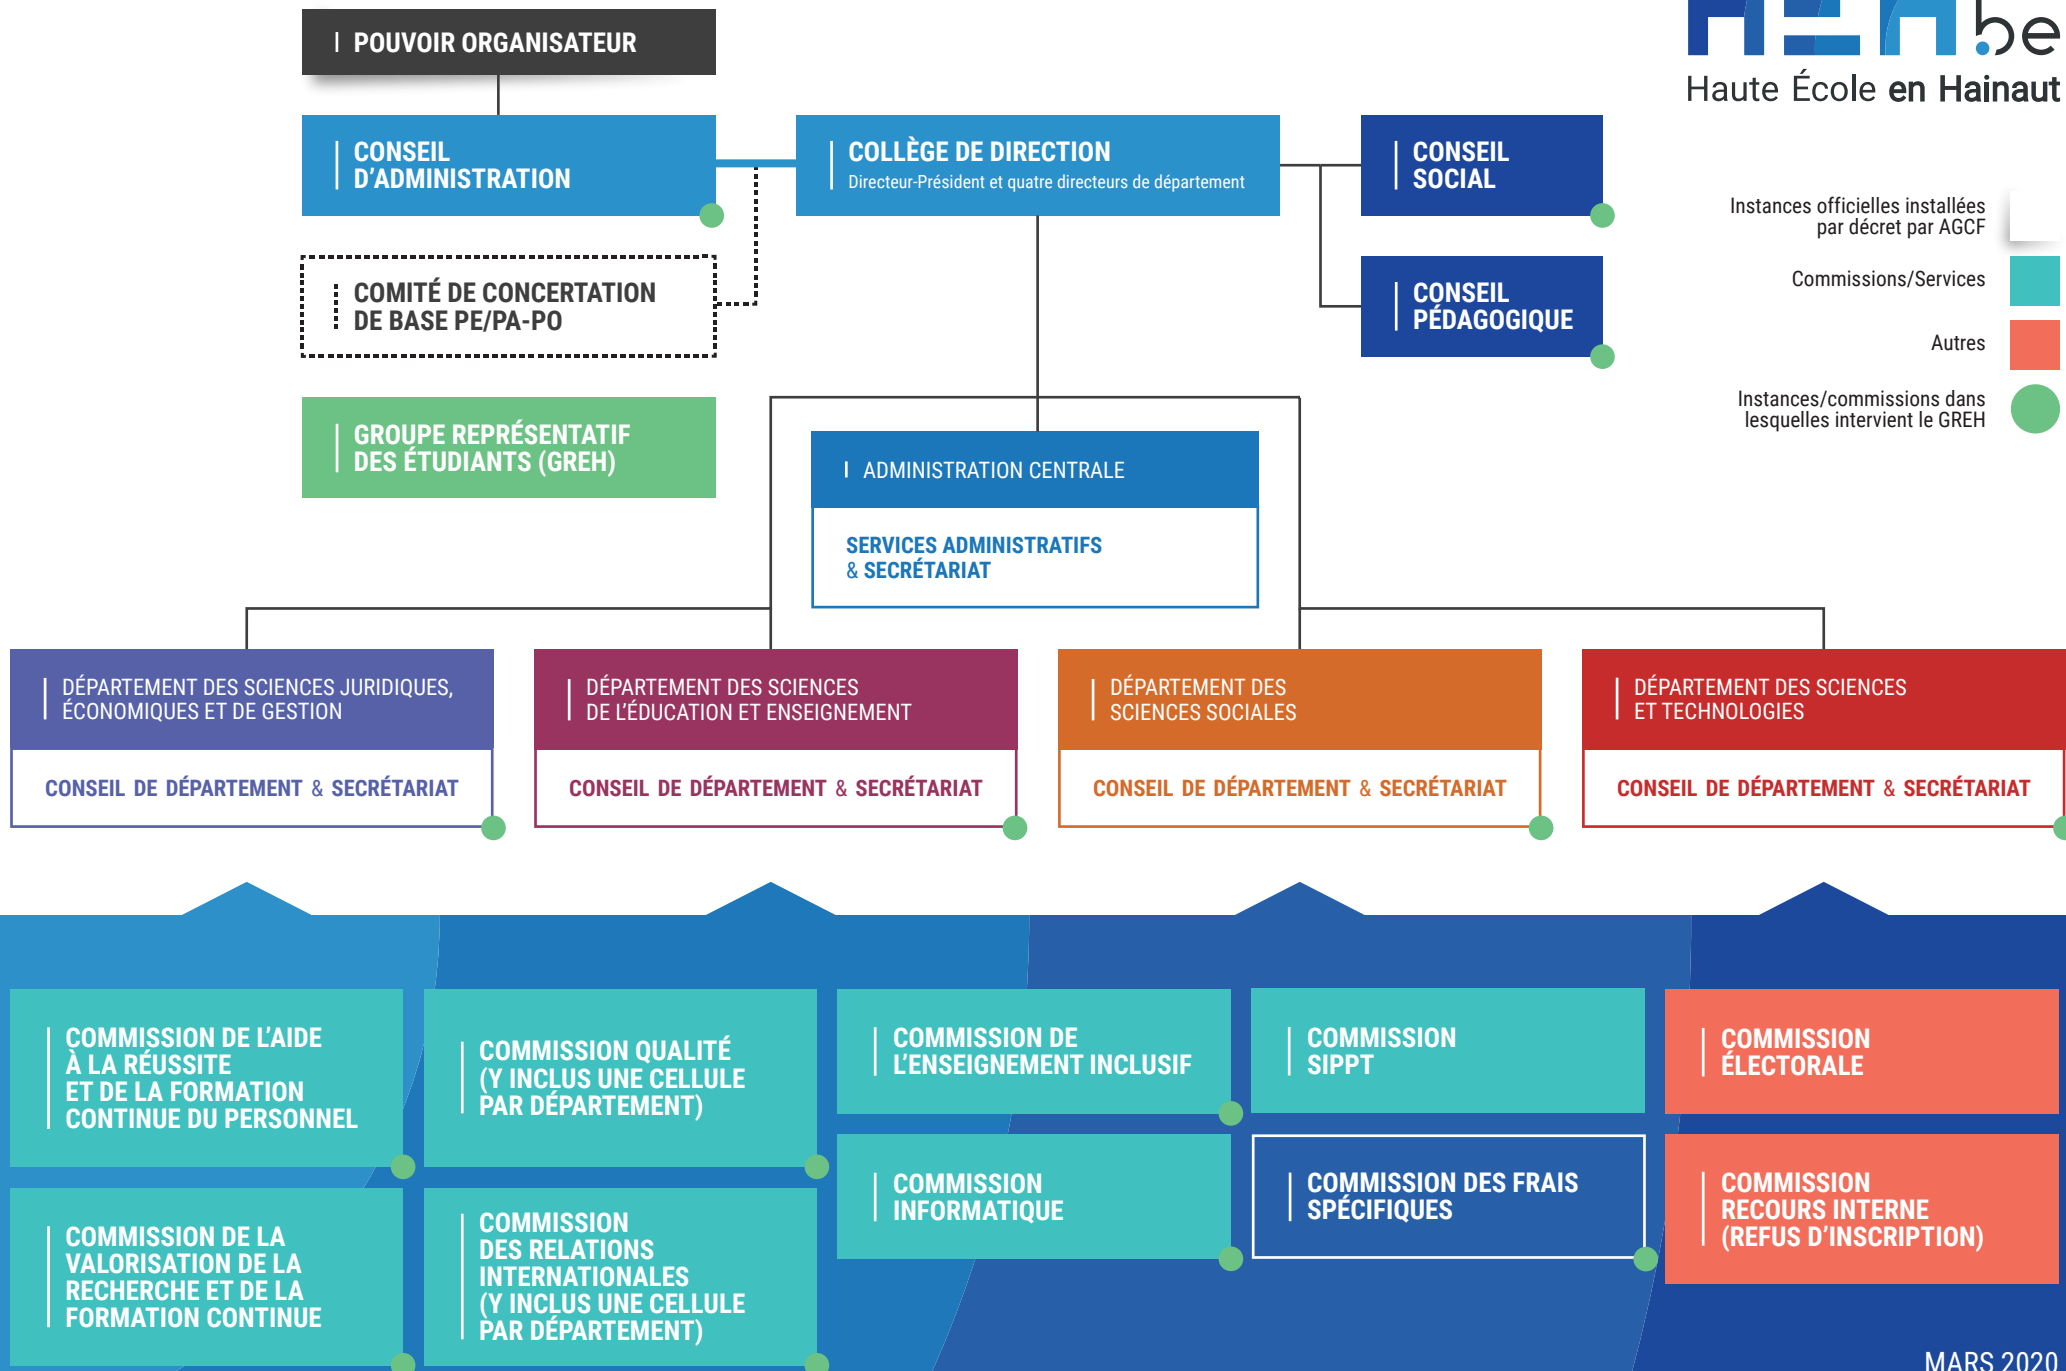 POUVOIR ORGANISATEUR
.be
Haute École en Hainaut
CONSEIL
D'ADMINISTRATION
COLLÈGE DE DIRECTION
Directeur-Président et quatre directeurs de département
CONSEIL
SOCIAL
Instances officielles installées
par décret par AGCF
COMITÉ DE CONCERTATION
DE BASE PE/PA-PO
CONSEIL
PÉDAGOGIQUE
Commissions/Services
Autres
Instances/commissions dans
lesquelles intervient le GREH
GROUPE REPRÉSENTATIF
DES ÉTUDIANTS (GREH)
ADMINISTRATION CENTRALE
SERVICES ADMINISTRATIFS
& SECRÉTARIAT
DÉPARTEMENT DES SCIENCES JURIDIQUES,
ÉCONOMIQUES ET DE GESTION
CONSEIL DE DÉPARTEMENT & SECRÉTARIAT
DÉPARTEMENT DES SCIENCES
DE L'ÉDUCATION ET ENSEIGNEMENT
CONSEIL DE DÉPARTEMENT & SECRÉTARIAT
DÉPARTEMENT DES
SCIENCES SOCIALES
CONSEIL DE DÉPARTEMENT & SECRÉTARIAT
DÉPARTEMENT DES SCIENCES
ET TECHNOLOGIES
CONSEIL DE DÉPARTEMENT & SECRÉTARIAT
COMMISSION DE L'AIDE
À LA RÉUSSITE
ET DE LA FORMATION
CONTINUE DU PERSONNEL
COMMISSION QUALITÉ
(Y INCLUS UNE CELLULE
PAR DÉPARTEMENT)
COMMISSION DE
L'ENSEIGNEMENT INCLUSIF
COMMISSION
SIPPT
COMMISSION
ÉLECTORALE
COMMISSION DE LA
VALORISATION DE LA
RECHERCHE ET DE LA
FORMATION CONTINUE
COMMISSION
DES RELATIONS
INTERNATIONALES
(Y INCLUS UNE CELLULE
PAR DÉPARTEMENT)
COMMISSION
INFORMATIQUE
COMMISSION DES FRAIS
SPÉCIFIQUES
COMMISSION
RECOURS INTERNE
(REFUS D'INSCRIPTION)
MARS 2020